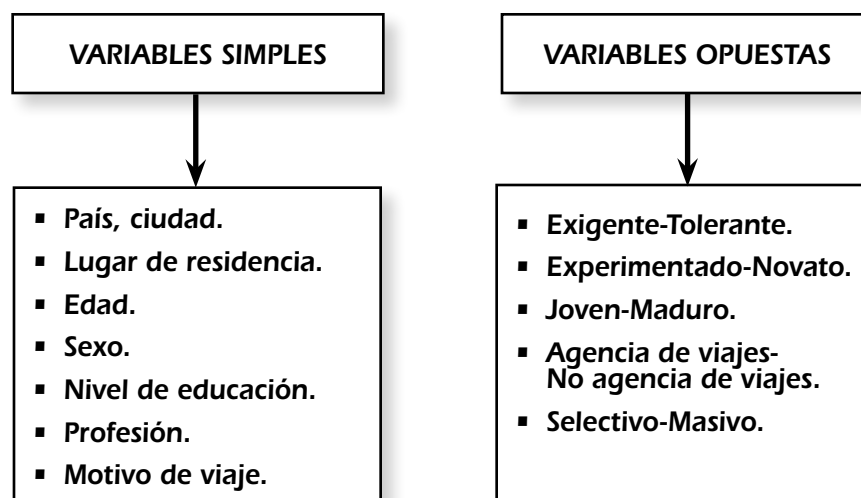 VARIABLES SIMPLES
▪ País, ciudad.
▪ Lugar de residencia.
▪ Edad.
▪ Sexo.
▪ Nivel de educación.
▪ Profesión.
▪ Motivo de viaje.
VARIABLES OPUESTAS
▪ Exigente-Tolerante.
▪ Experimentado-Novato.
▪ Joven-Maduro.
▪ Agencia de viajes-
No agencia de viajes.
▪ Selectivo-Masivo.